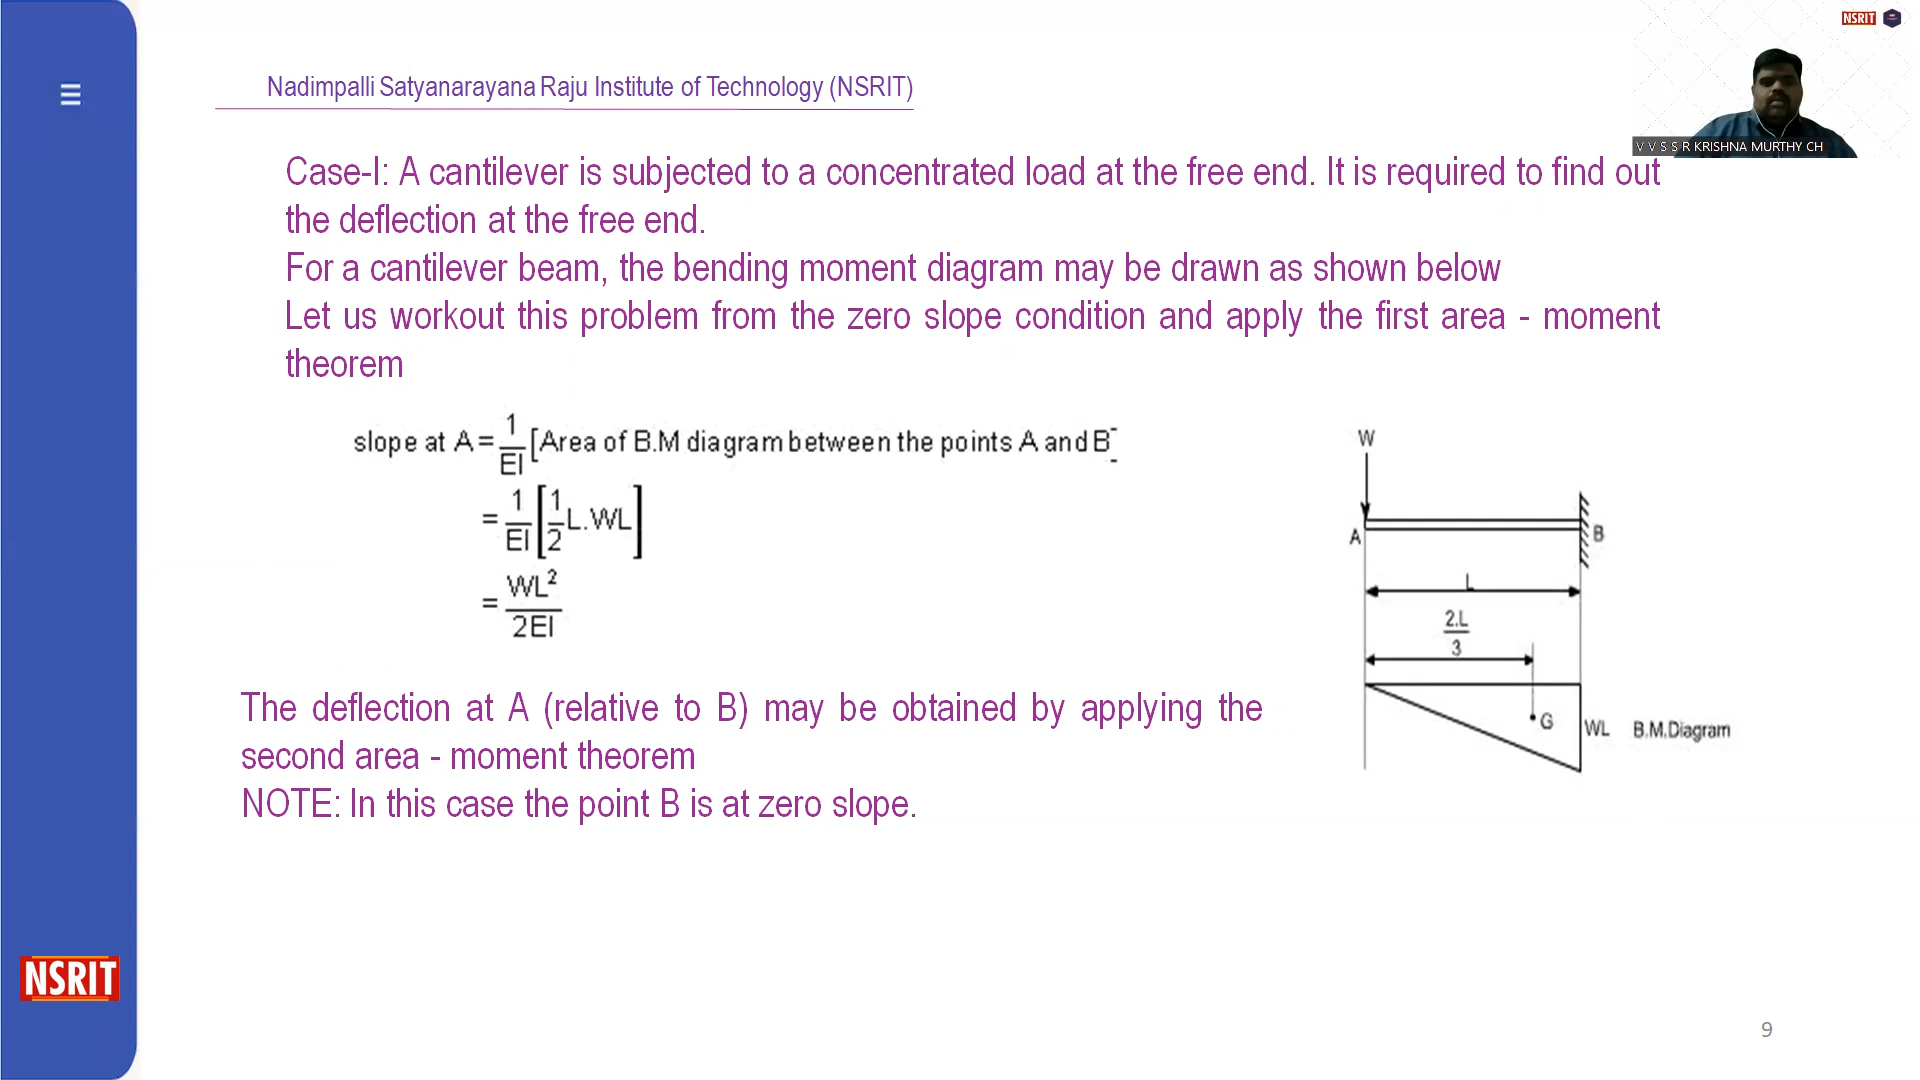 NSRIT
Nadimpalli Satyanarayana Raju Institute of Technology (NSRIT)
V V S S R KRISHNA MURTHY CH
Case-I: A cantilever is subjected to a concentrated load at the free end. It is required to find out
the deflection at the free end.
For a cantilever beam, the bending moment diagram may be drawn as shown below
Let us workout this problem from the zero slope condition and apply the first area - moment
theorem
slope at A = 1/EI [Area of B.M diagram between the points A and B]
= 1/EI [1/2 L.WL]
= WL²/2EI
W
A
B
L
2.L/3
G
WL B.M.Diagram
The deflection at A (relative to B) may be obtained by applying the
second area - moment theorem
NOTE: In this case the point B is at zero slope.
NSRIT
9